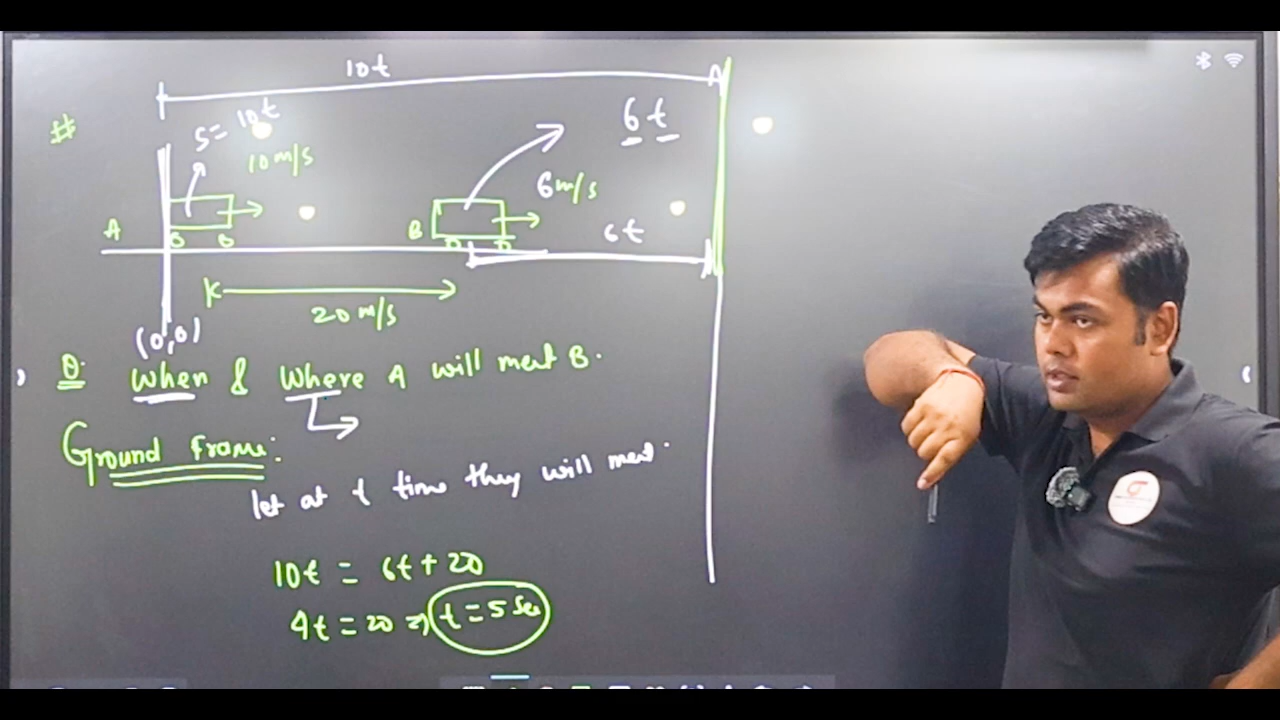 10t
#
S = 10t
10 m/s
6t
6 m/s
A
B
6t
20 m/s
(0,0)
Q. When & Where A will meet B.
Ground Frame:
let at t time they will meet.
10t = 6t + 20
4t = 20 ⇒ t = 5 Sec